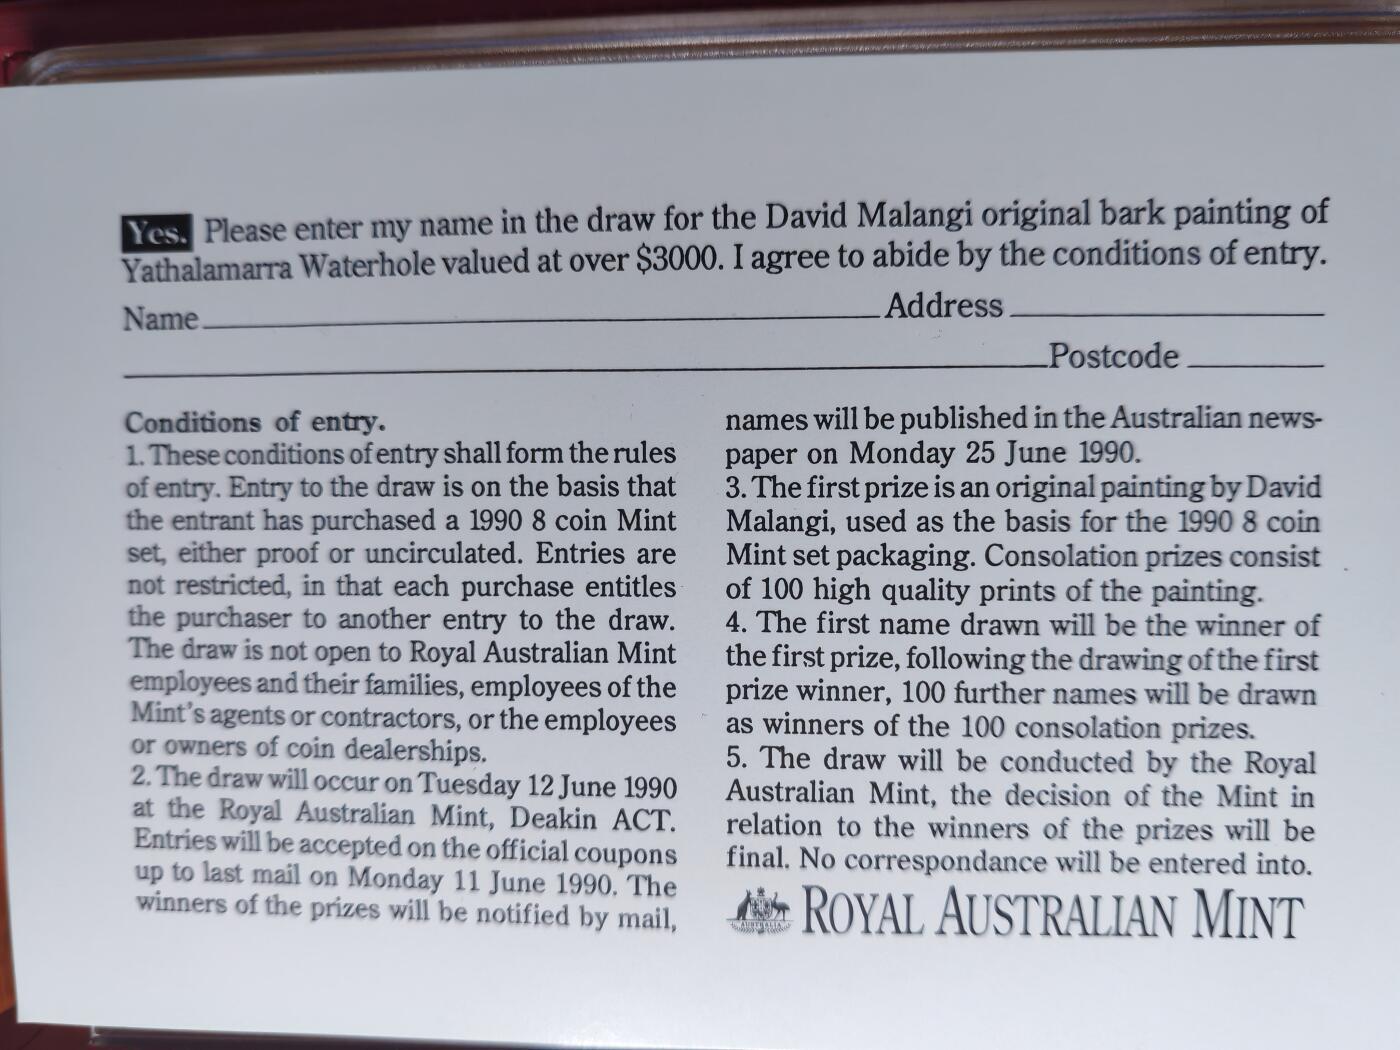 Yes. Please enter my name in the draw for the David Malangi original bark painting of
Yathalamarra Waterhole valued at over $3000. I agree to abide by the conditions of entry.
Name Address
Postcode
Conditions of entry.
1. These conditions of entry shall form the rules
of entry. Entry to the draw is on the basis that
the entrant has purchased a 1990 8 coin Mint
set, either proof or uncirculated. Entries are
not restricted, in that each purchase entitles
the purchaser to another entry to the draw.
The draw is not open to Royal Australian Mint
employees and their families, employees of the
Mint's agents or contractors, or the employees
or owners of coin dealerships.
2. The draw will occur on Tuesday 12 June 1990
at the Royal Australian Mint, Deakin ACT.
Entries will be accepted on the official coupons
up to last mail on Monday 11 June 1990. The
winners of the prizes will be notified by mail,
names will be published in the Australian news-
paper on Monday 25 June 1990.
3. The first prize is an original painting by David
Malangi, used as the basis for the 1990 8 coin
Mint set packaging. Consolation prizes consist
of 100 high quality prints of the painting.
4. The first name drawn will be the winner of
the first prize, following the drawing of the first
prize winner, 100 further names will be drawn
as winners of the 100 consolation prizes.
5. The draw will be conducted by the Royal
Australian Mint, the decision of the Mint in
relation to the winners of the prizes will be
final. No correspondance will be entered into.
AUSTRALIA
ROYAL AUSTRALIAN MINT